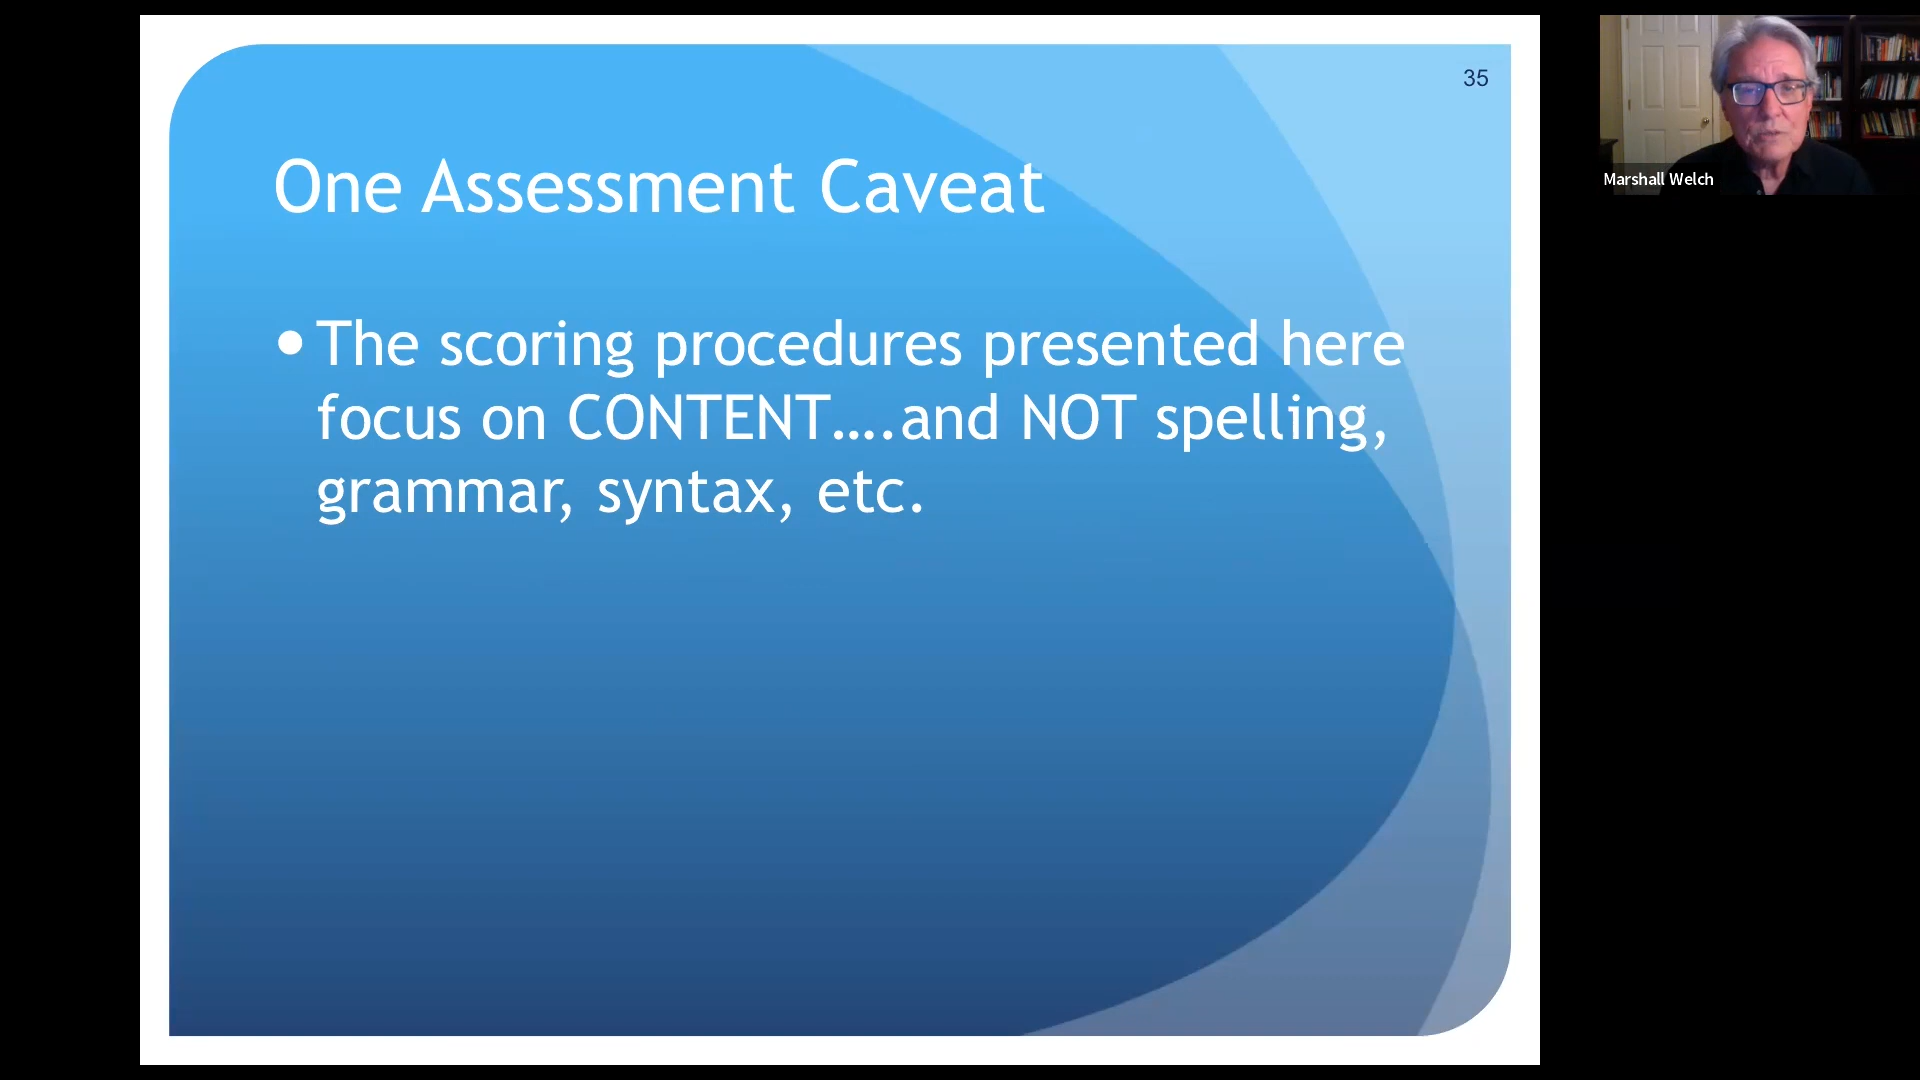 35
One Assessment Caveat
• The scoring procedures presented here
focus on CONTENT....and NOT spelling,
grammar, syntax, etc.
Marshall Welch